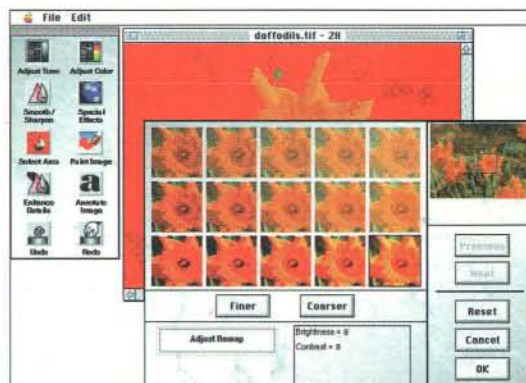 File Edit
daffodils.tif - 2A
Adjust Tone Adjust Color
Smooth/ Special
Sharpen Effects
Select Area Paint Image
Enhance Annotate
Details Image
Undo Redo
Previous
Next
Finer Coarser
Reset
Adjust Remap
Brightness = 0
Contrast = 0
Cancel
OK